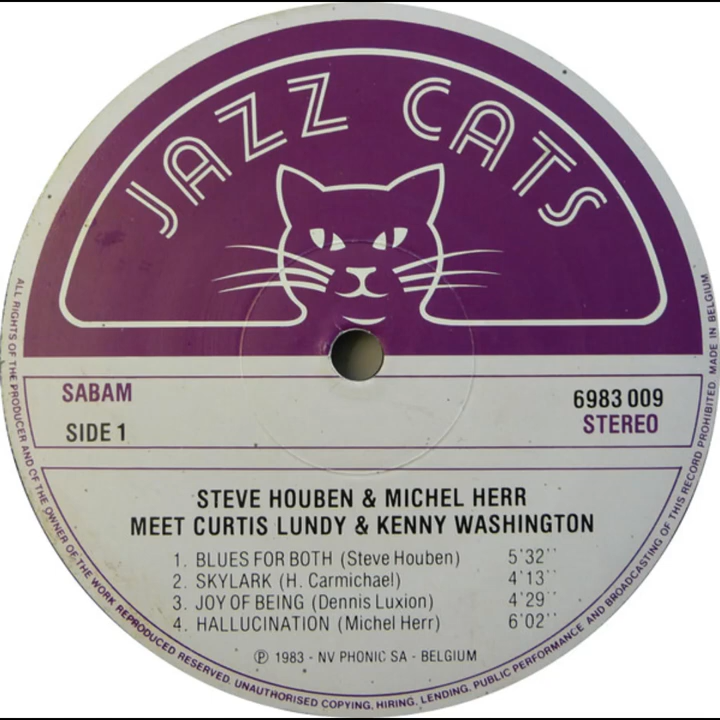 JAZZ CATS
SABAM
6983 009
SIDE 1
STEREO
STEVE HOUBEN & MICHEL HERR
MEET CURTIS LUNDY & KENNY WASHINGTON
1. BLUES FOR BOTH (Steve Houben) 5'32''
2. SKYLARK (H. Carmichael) 4'13''
3. JOY OF BEING (Dennis Luxion) 4'29''
4. HALLUCINATION (Michel Herr) 6'02''
℗ 1983 - NV PHONIC SA - BELGIUM
ALL RIGHTS OF THE PRODUCER AND OF THE OWNER OF THE WORK REPRODUCED RESERVED. UNAUTHORISED COPYING, HIRING, LENDING, PUBLIC PERFORMANCE AND BROADCASTING OF THIS RECORD PROHIBITED. MADE IN BELGIUM